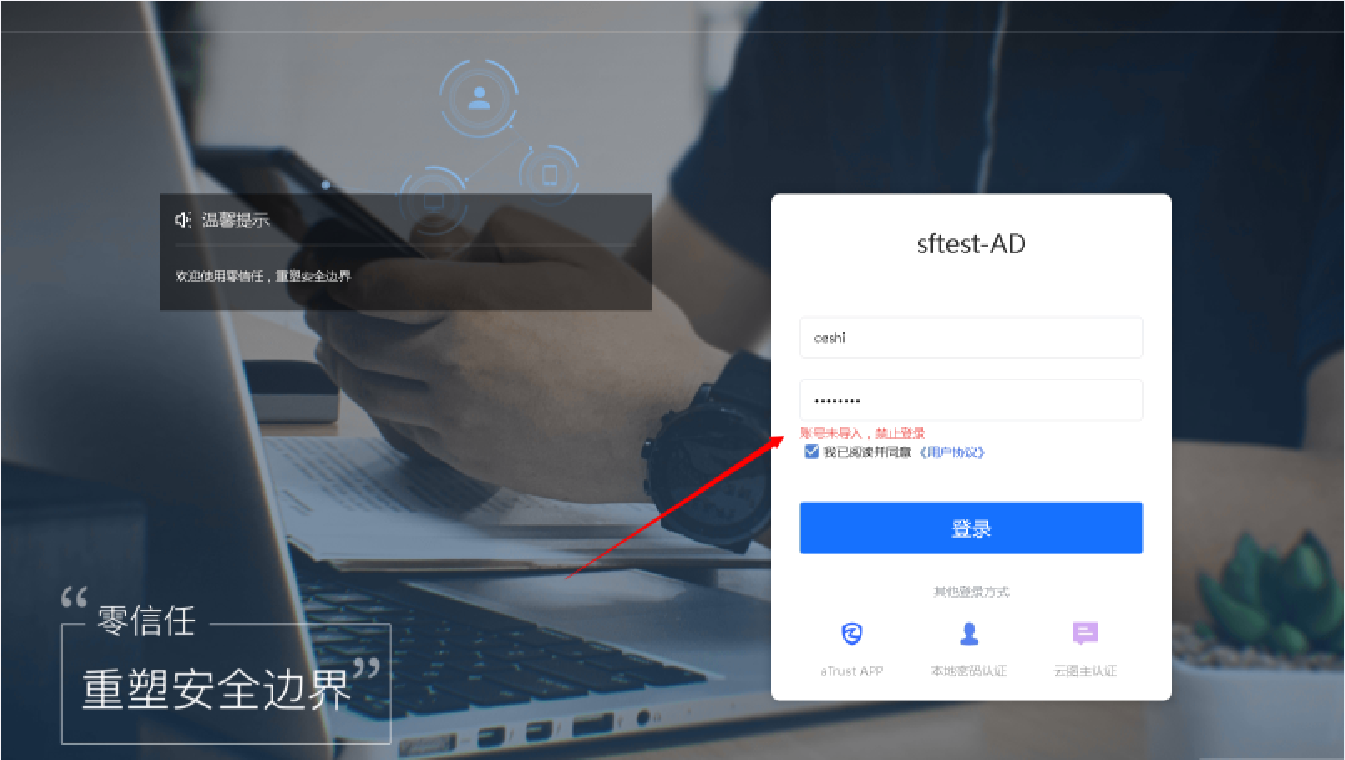 温馨提示
欢迎使用零信任，重塑安全边界
sftest-AD
ceshi
••••••••
账号未导入，禁止登录
我已阅读并同意《用户协议》
登录
其他登录方式
aTrust APP
本地密码认证
云图主认证
“零信任
重塑安全边界”